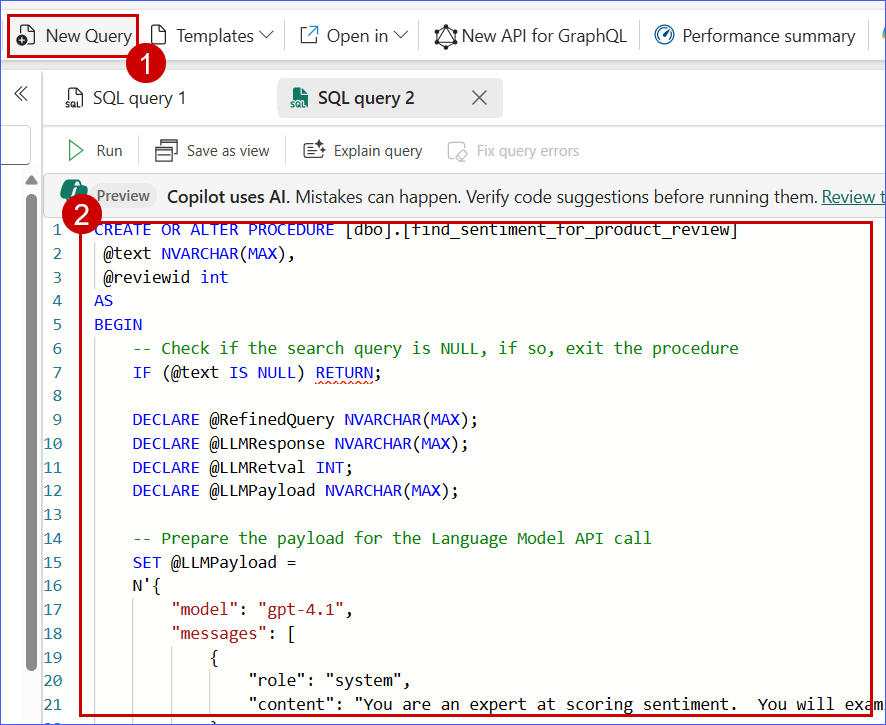 New Query Templates Open in New API for GraphQL Performance summary
1
SQL query 1 SQL query 2
Run Save as view Explain query Fix query errors
Preview Copilot uses AI. Mistakes can happen. Verify code suggestions before running them. Review t
2
1 CREATE OR ALTER PROCEDURE [dbo].[find_sentiment_for_product_review]
2 @text NVARCHAR(MAX),
3 @reviewid int
4 AS
5 BEGIN
6 -- Check if the search query is NULL, if so, exit the procedure
7 IF (@text IS NULL) RETURN;
8
9 DECLARE @RefinedQuery NVARCHAR(MAX);
10 DECLARE @LLMResponse NVARCHAR(MAX);
11 DECLARE @LLMRetval INT;
12 DECLARE @LLMPayload NVARCHAR(MAX);
13
14 -- Prepare the payload for the Language Model API call
15 SET @LLMPayload =
16 N'{
17 "model": "gpt-4.1",
18 "messages": [
19 {
20 "role": "system",
21 "content": "You are an expert at scoring sentiment.  You will exam